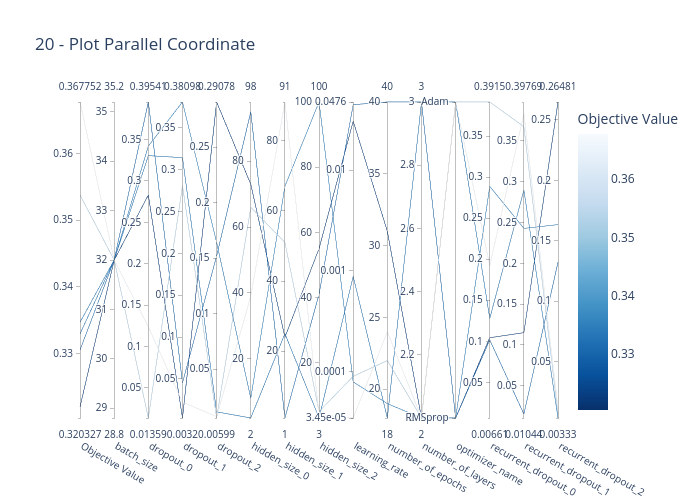 20 - Plot Parallel Coordinate
0.367752 35.2 0.39541 0.38098 0.29078 98 91 100 40 3 0.3915 0.39769 0.26481
Objective Value
100 0.0476 40 3 Adam
35 0.25
0.35 0.35 0.35 0.35
0.36 34 0.25 80 80 80 0.01 35 2.8 0.3 0.3 0.2 0.36
0.3 0.3
0.35 33 0.25 0.25 0.2 60 60 60 2.6 0.25 0.25 0.15 0.35
0.34 32 0.2 0.2 0.15 40 40 40 0.001 30 2.4 0.2 0.2 0.1 0.34
31 0.15 0.15 0.1 25 0.15 0.15
0.33 30 0.1 0.1 0.05 20 20 20 0.0001 2.2 0.1 0.1 0.05 0.33
29 0.05 0.05 3.45e-05 20 RMSprop 0.05 0.05
0.320327 28.8 0.01359 0.0032 0.00599 2 1 3 18 2 0.00661 0.01044 0.00333
Objective Value
batch_size
dropout_0
dropout_1
dropout_2
hidden_size_0
hidden_size_1
hidden_size_2
learning_rate
number_of_epochs
number_of_layers
optimizer_name
recurrent_dropout_0
recurrent_dropout_1
recurrent_dropout_2